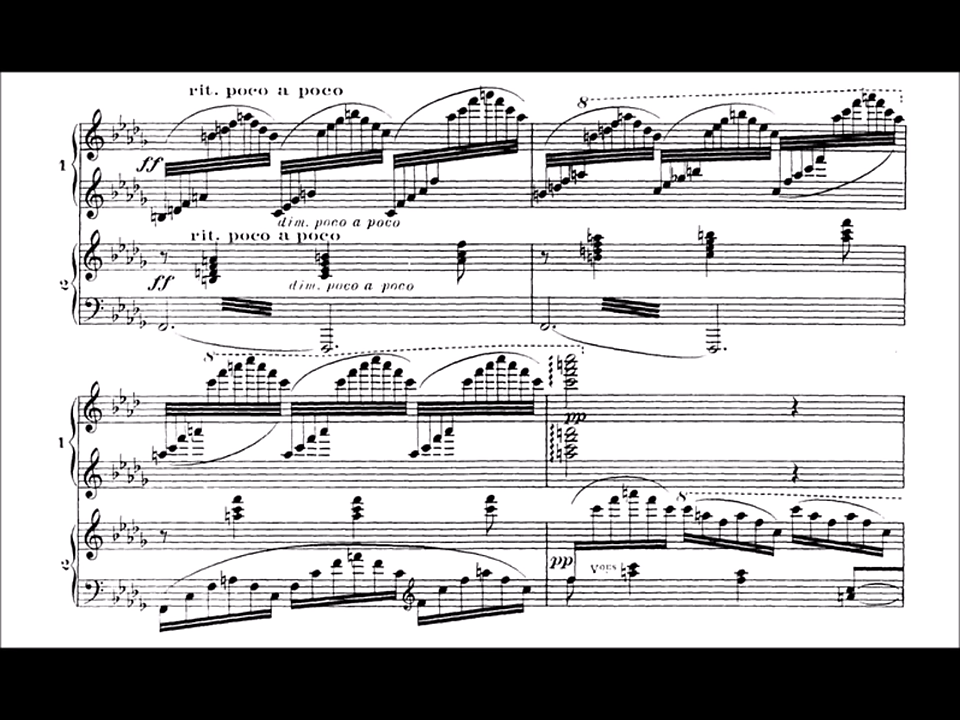 rit. poco a poco
8
1
ff
dim. poco a poco
rit. poco a poco
2
ff
dim. poco a poco
8
1
pp
8
2
pp